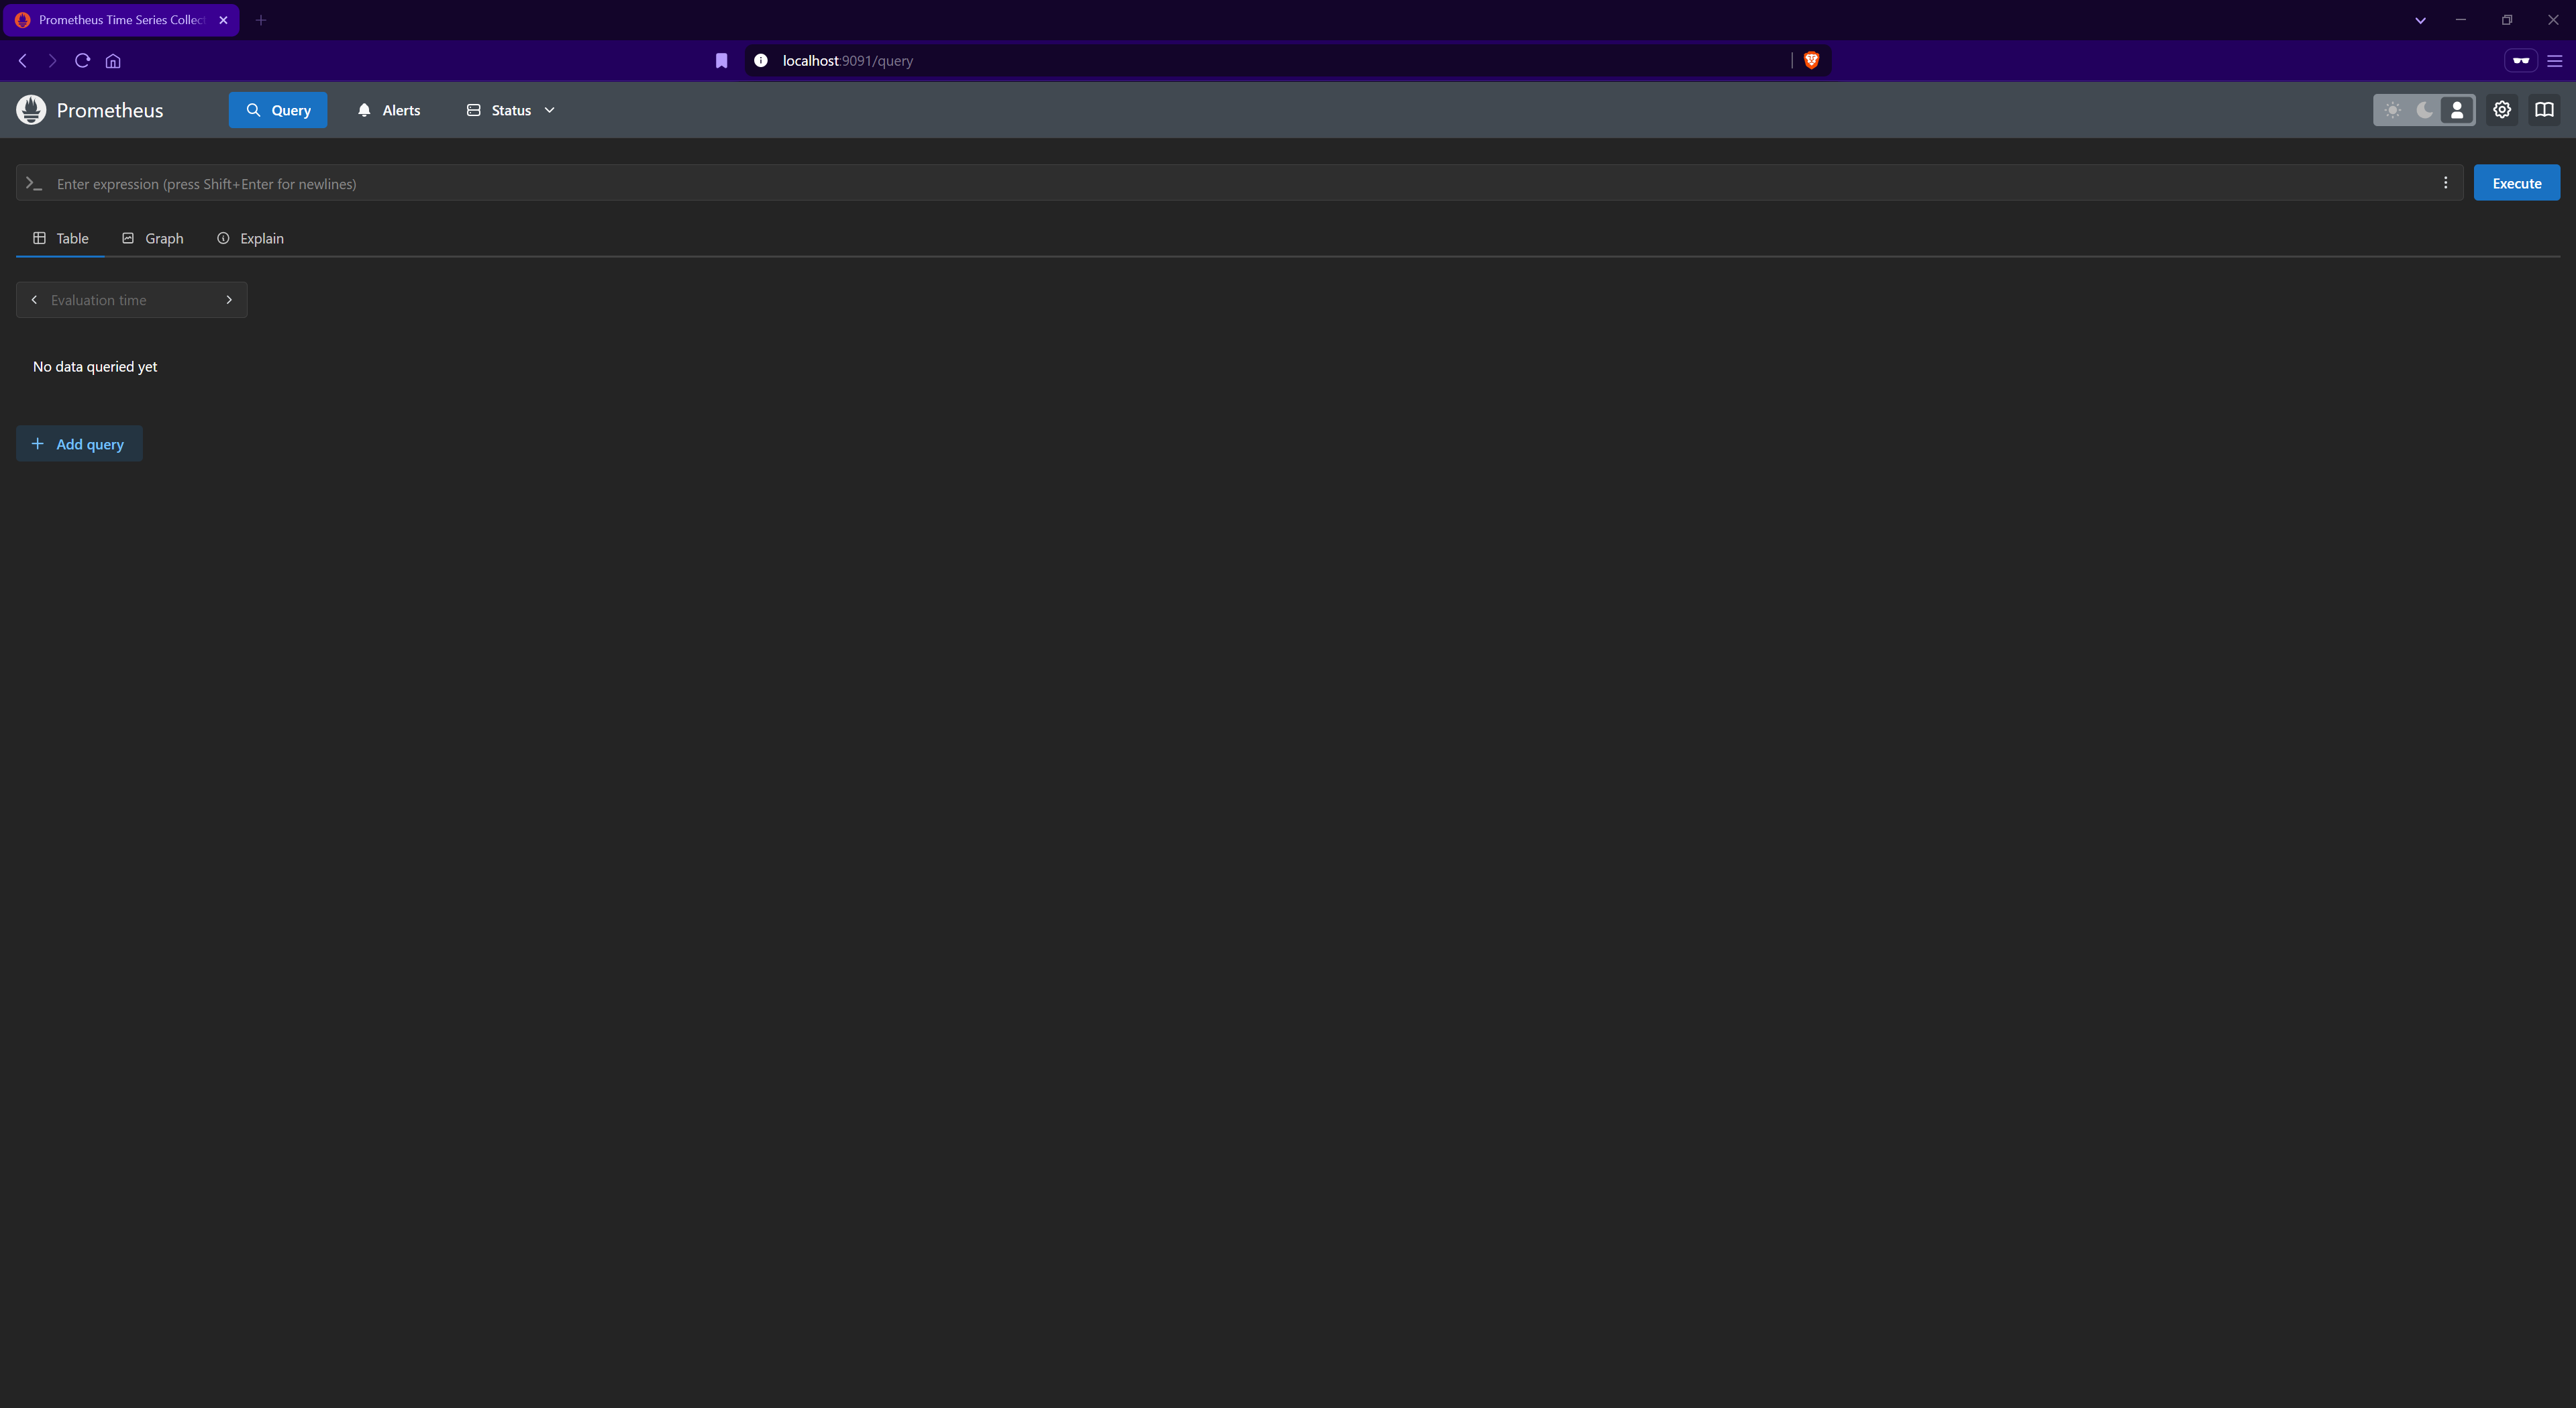 Prometheus Time Series Collec
localhost:9091/query
Prometheus Query Alerts Status
Enter expression (press Shift+Enter for newlines) Execute
Table Graph Explain
Evaluation time
No data queried yet
Add query